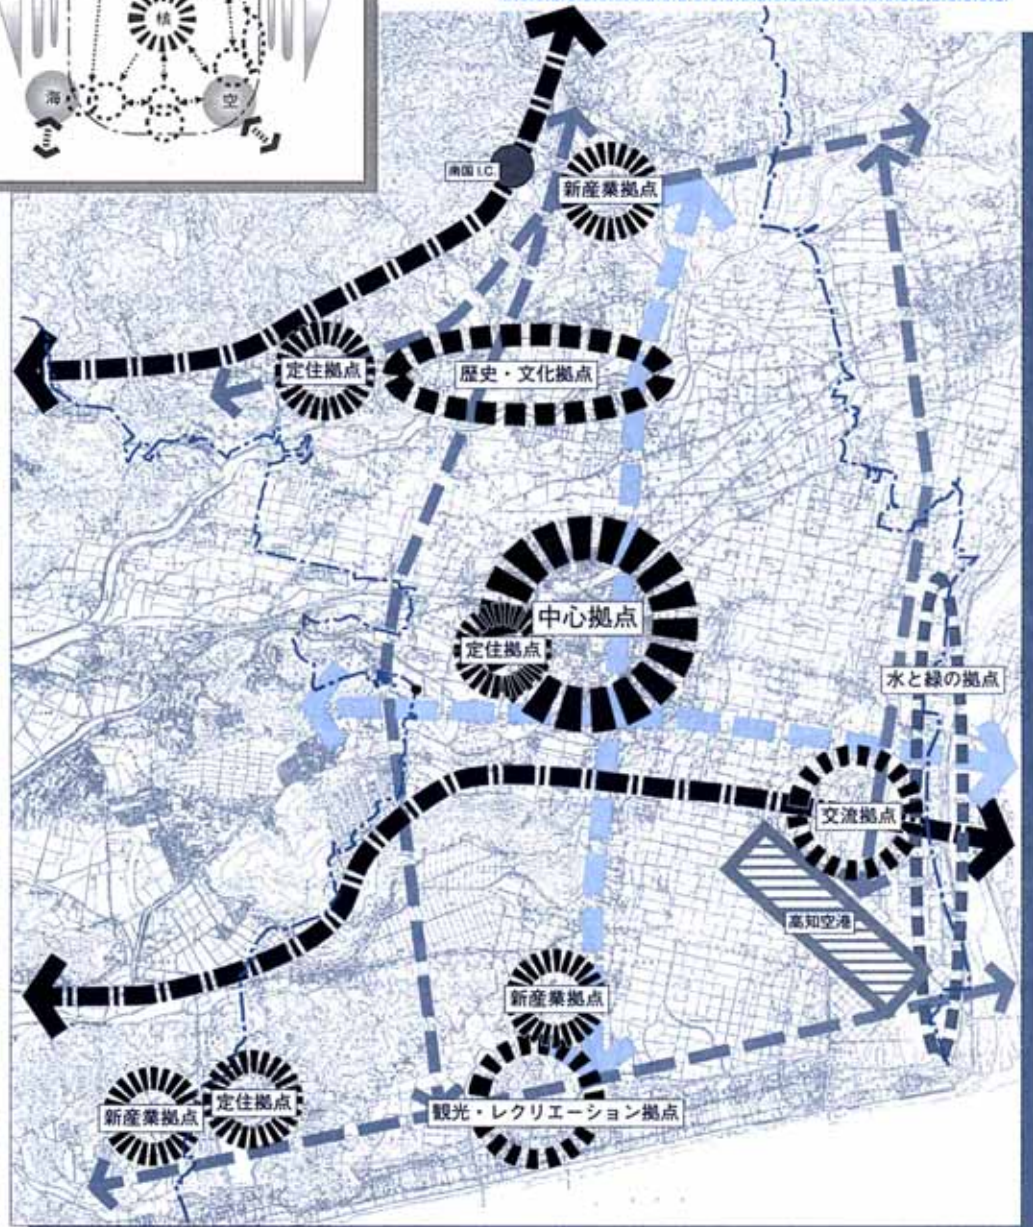 核
海
空
南国 I.C.
新産業拠点
定住拠点
歴史・文化拠点
中心拠点
定住拠点
水と緑の拠点
交流拠点
高知空港
新産業拠点
新産業拠点
定住拠点
観光・レクリエーション拠点